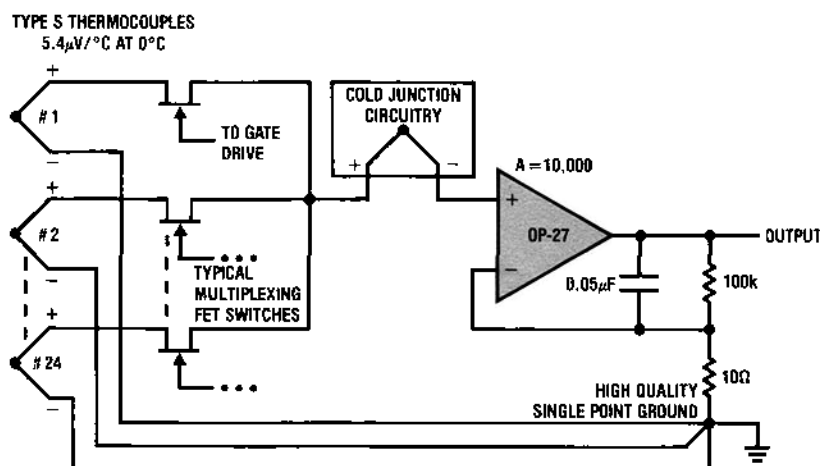 TYPE S THERMOCOUPLES
5.4µV/°C AT 0°C
+
#1
−
TO GATE
DRIVE
COLD JUNCTION
CIRCUITRY
+
−
A = 10,000
+
OP-27
−
OUTPUT
0.05µF
100k
10Ω
+
#2
−
TYPICAL
MULTIPLEXING
FET SWITCHES
+
#24
−
HIGH QUALITY
SINGLE POINT GROUND